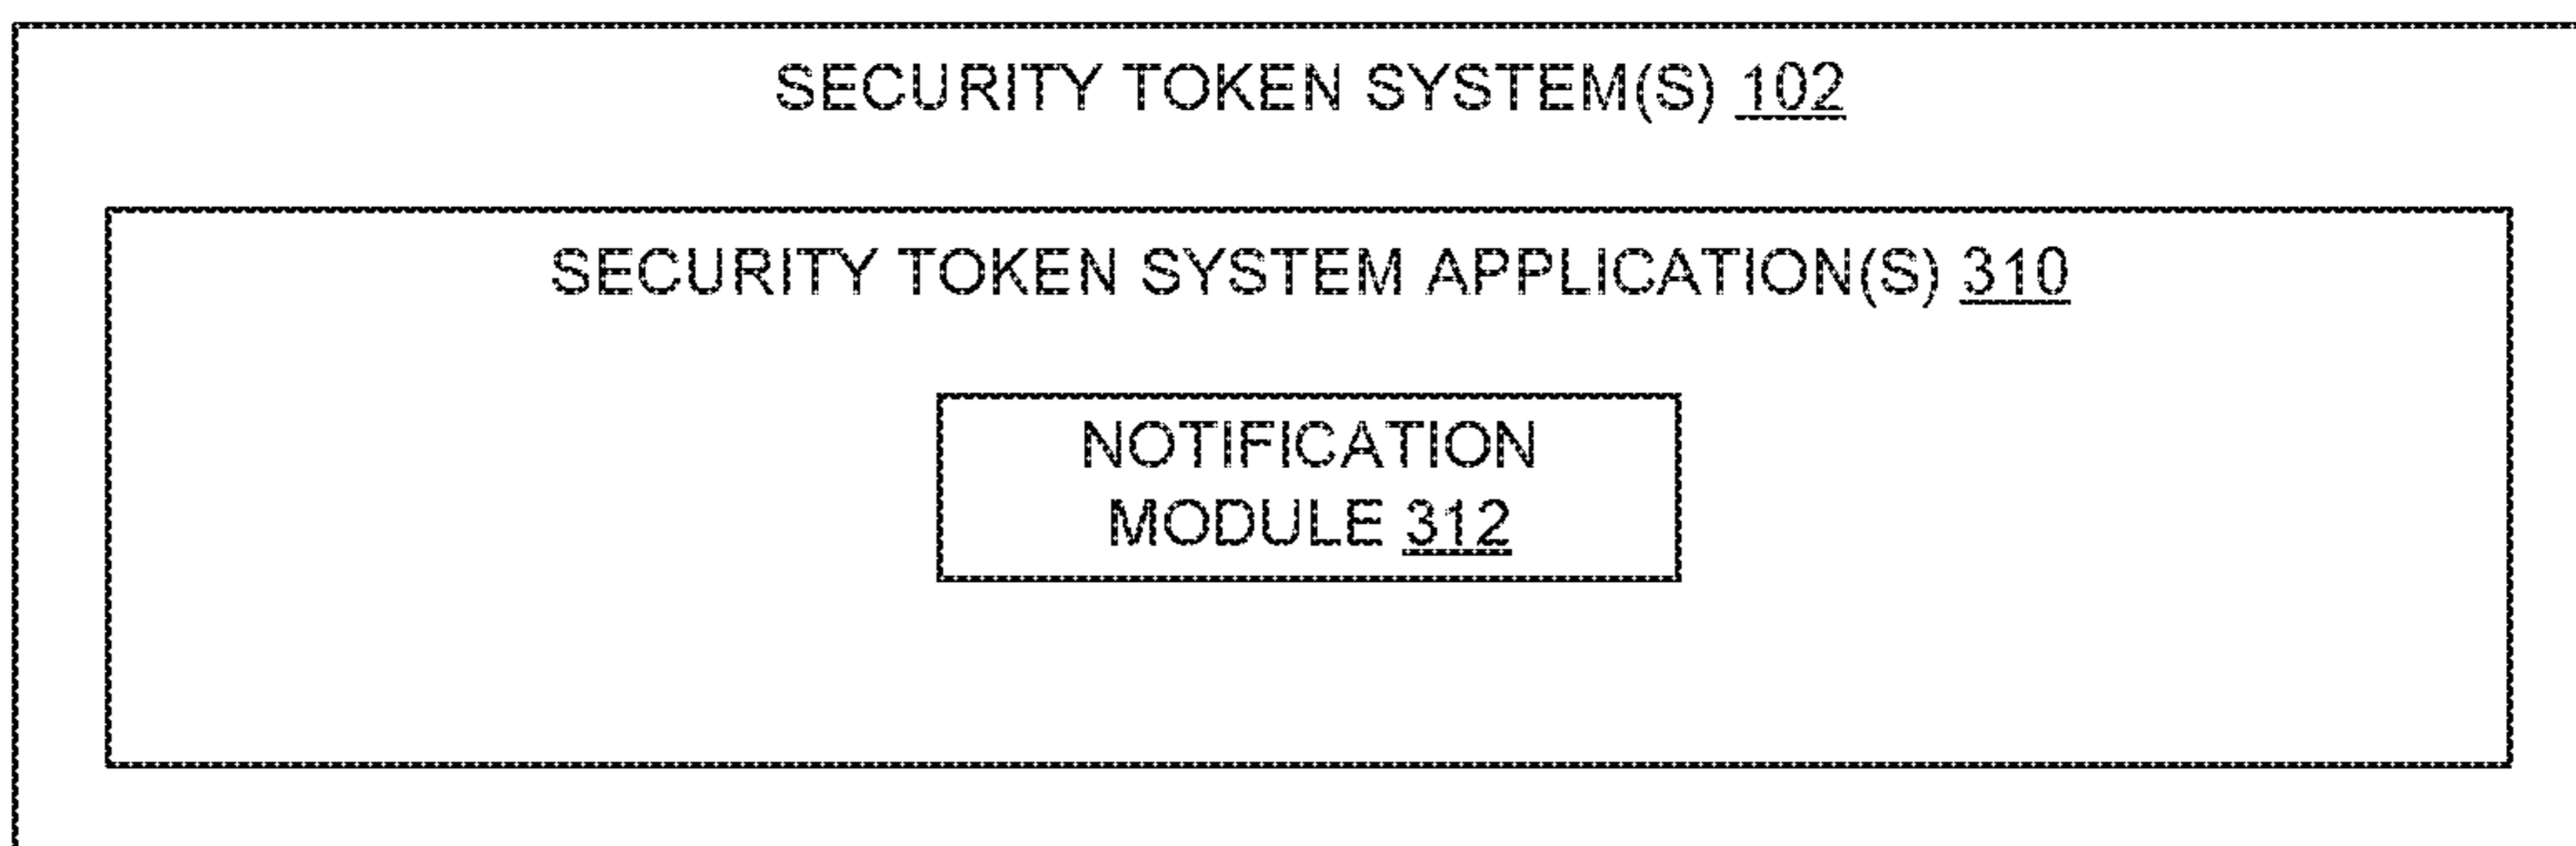 SECURITY TOKEN SYSTEM(S) 102
SECURITY TOKEN SYSTEM APPLICATION(S) 310
NOTIFICATION
MODULE 312